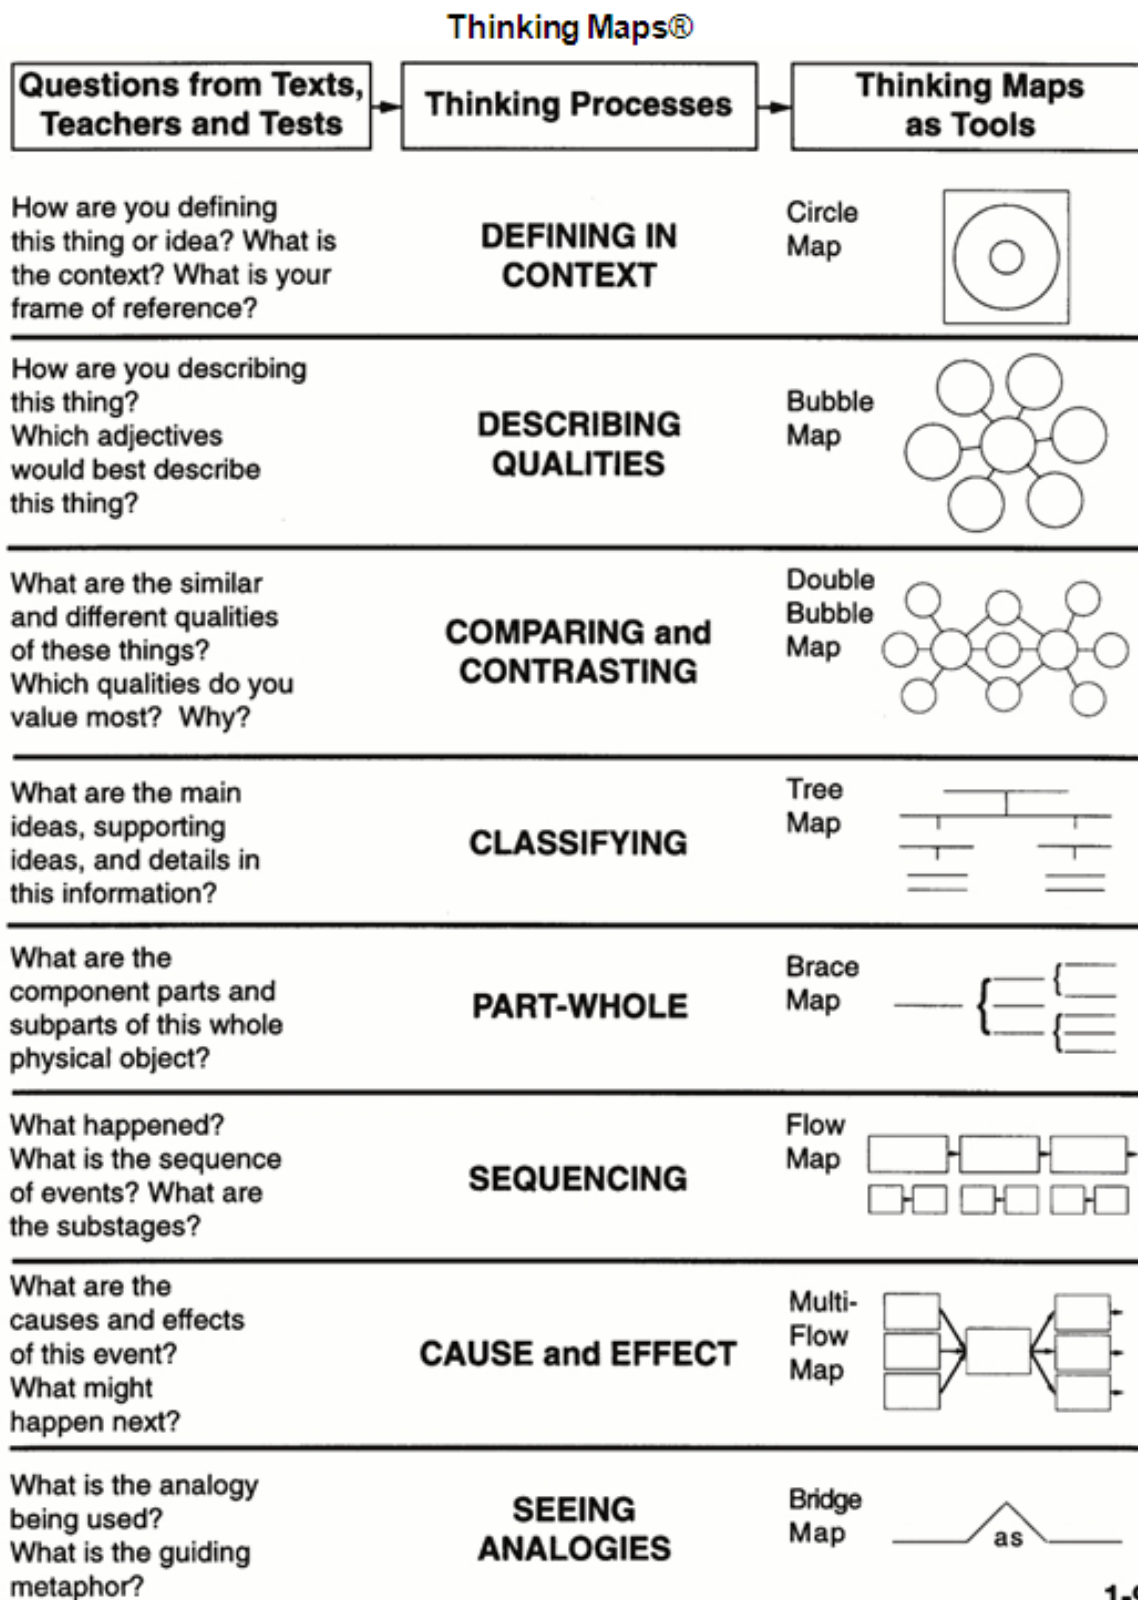 Thinking Maps®
Questions from Texts,
Teachers and Tests
Thinking Processes
Thinking Maps
as Tools
How are you defining
this thing or idea? What is
the context? What is your
frame of reference?
DEFINING IN
CONTEXT
Circle
Map
How are you describing
this thing?
Which adjectives
would best describe
this thing?
DESCRIBING
QUALITIES
Bubble
Map
What are the similar
and different qualities
of these things?
Which qualities do you
value most? Why?
COMPARING and
CONTRASTING
Double
Bubble
Map
What are the main
ideas, supporting
ideas, and details in
this information?
CLASSIFYING
Tree
Map
What are the
component parts and
subparts of this whole
physical object?
PART-WHOLE
Brace
Map
What happened?
What is the sequence
of events? What are
the substages?
SEQUENCING
Flow
Map
What are the
causes and effects
of this event?
What might
happen next?
CAUSE and EFFECT
Multi-
Flow
Map
What is the analogy
being used?
What is the guiding
metaphor?
SEEING
ANALOGIES
Bridge
Map
as